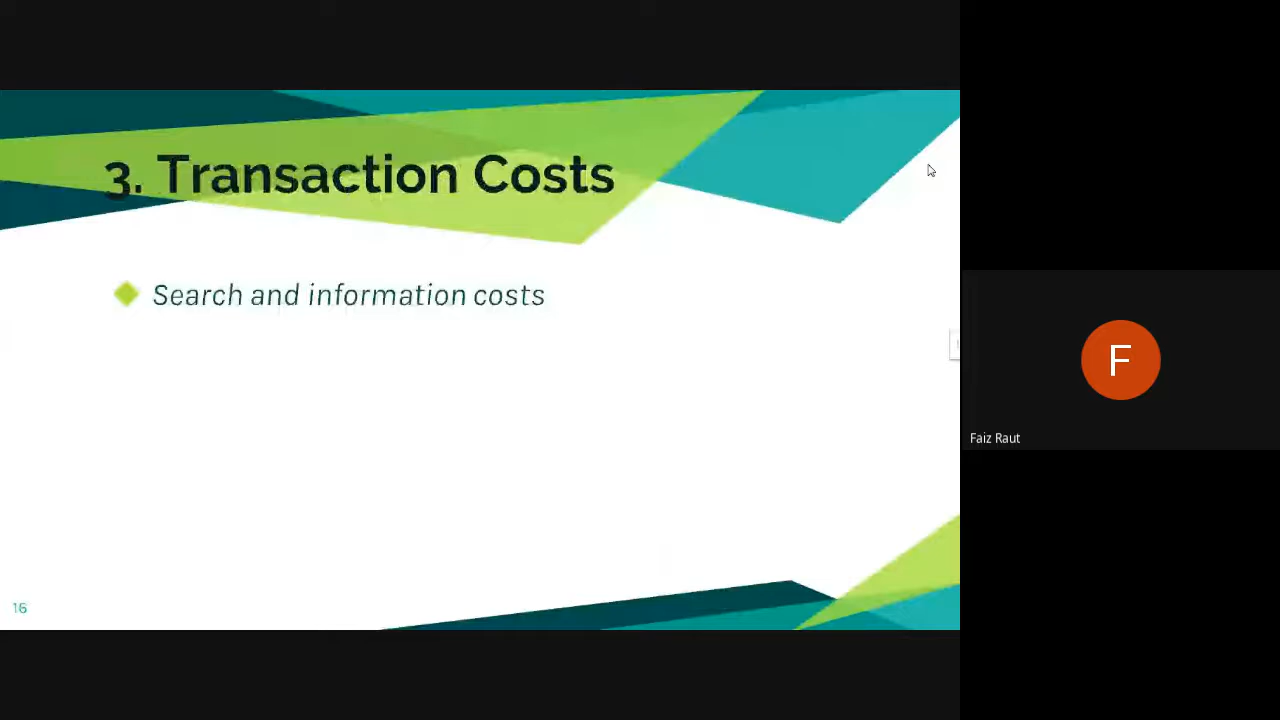 3. Transaction Costs
Search and information costs
16
F
Faiz Raut